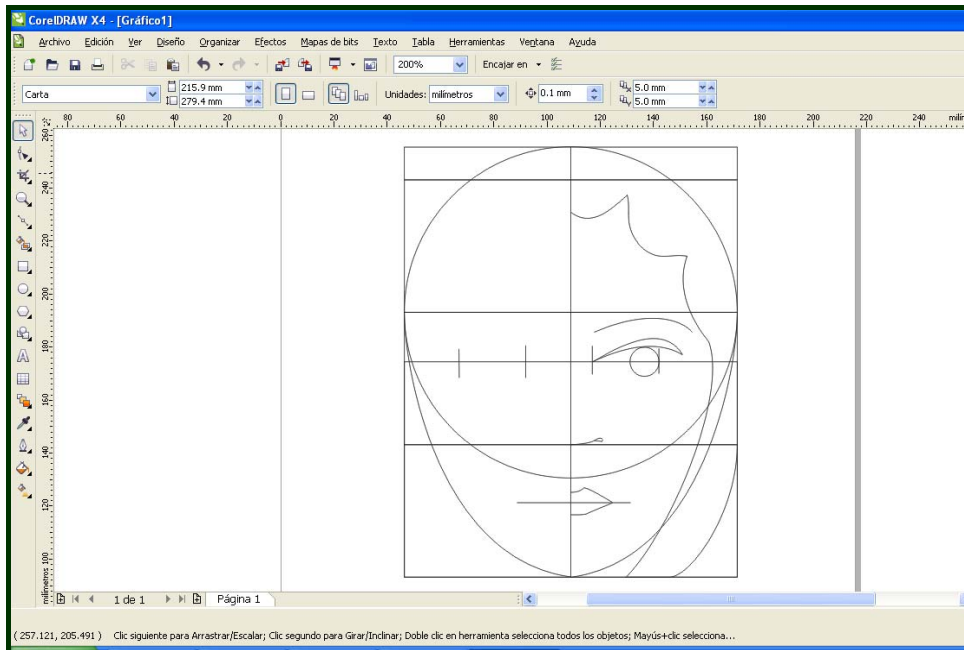 CorelDRAW X4 - [Gráfico1]
Archivo Edición Ver Diseño Organizar Efectos Mapas de bits Texto Tabla Herramientas Ventana Ayuda
200% Encajar en
Carta 215.9 mm 279.4 mm Unidades: milímetros 0.1 mm 5.0 mm 5.0 mm
80 60 40 20 0 20 40 60 80 100 120 140 160 180 200 220 240 milí
260
240
220
200
180
160
140
120
100
milímetros
1 de 1 Página 1
( 257.121, 205.491 ) Clic siguiente para Arrastrar/Escalar; Clic segundo para Girar/Inclinar; Doble clic en herramienta selecciona todos los objetos; Mayús+clic selecciona...